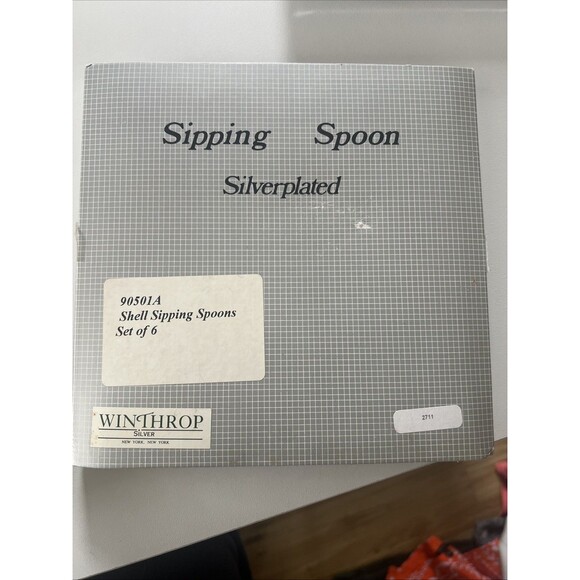 Sipping Spoon
Silverplated
90501A
Shell Sipping Spoons
Set of 6
WINTHROP
SILVER
NEW YORK, NEW YORK
2711